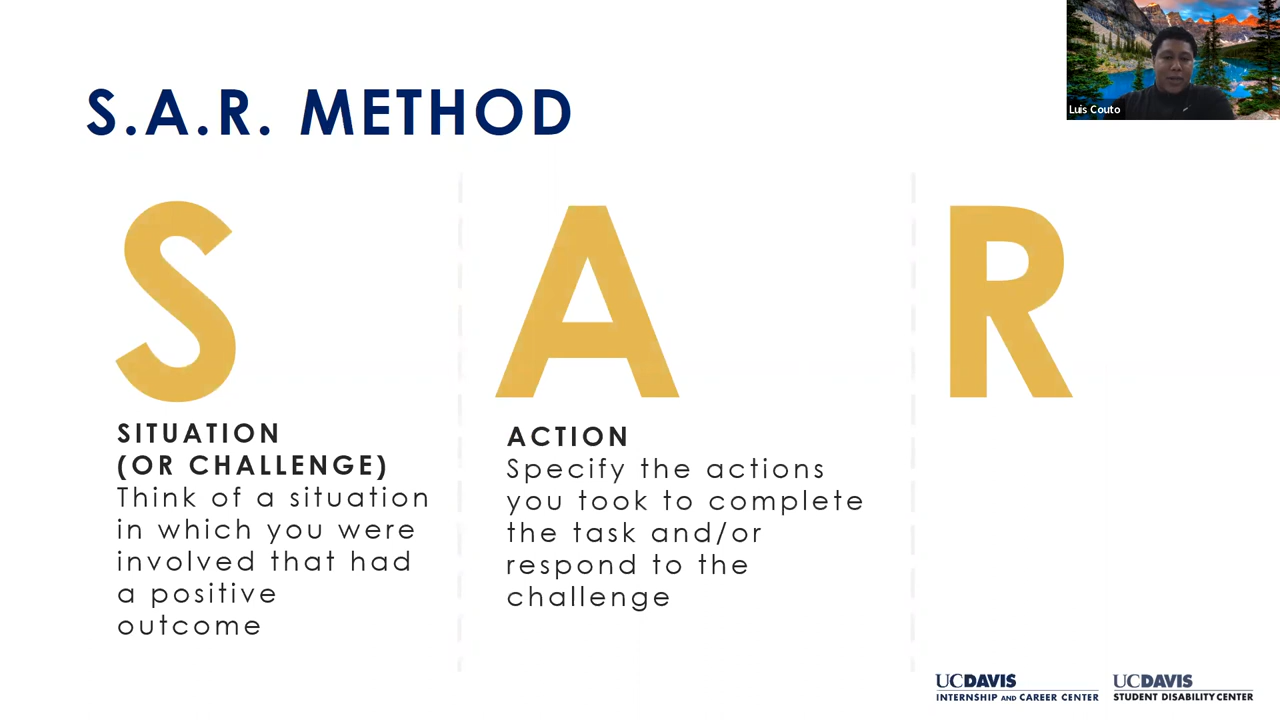 S.A.R. METHOD
Luis Couto
S
A
R
SITUATION
(OR CHALLENGE)
Think of a situation
in which you were
involved that had
a positive
outcome
ACTION
Specify the actions
you took to complete
the task and/or
respond to the
challenge
UCDAVIS
INTERNSHIP AND CAREER CENTER
UCDAVIS
STUDENT DISABILITY CENTER